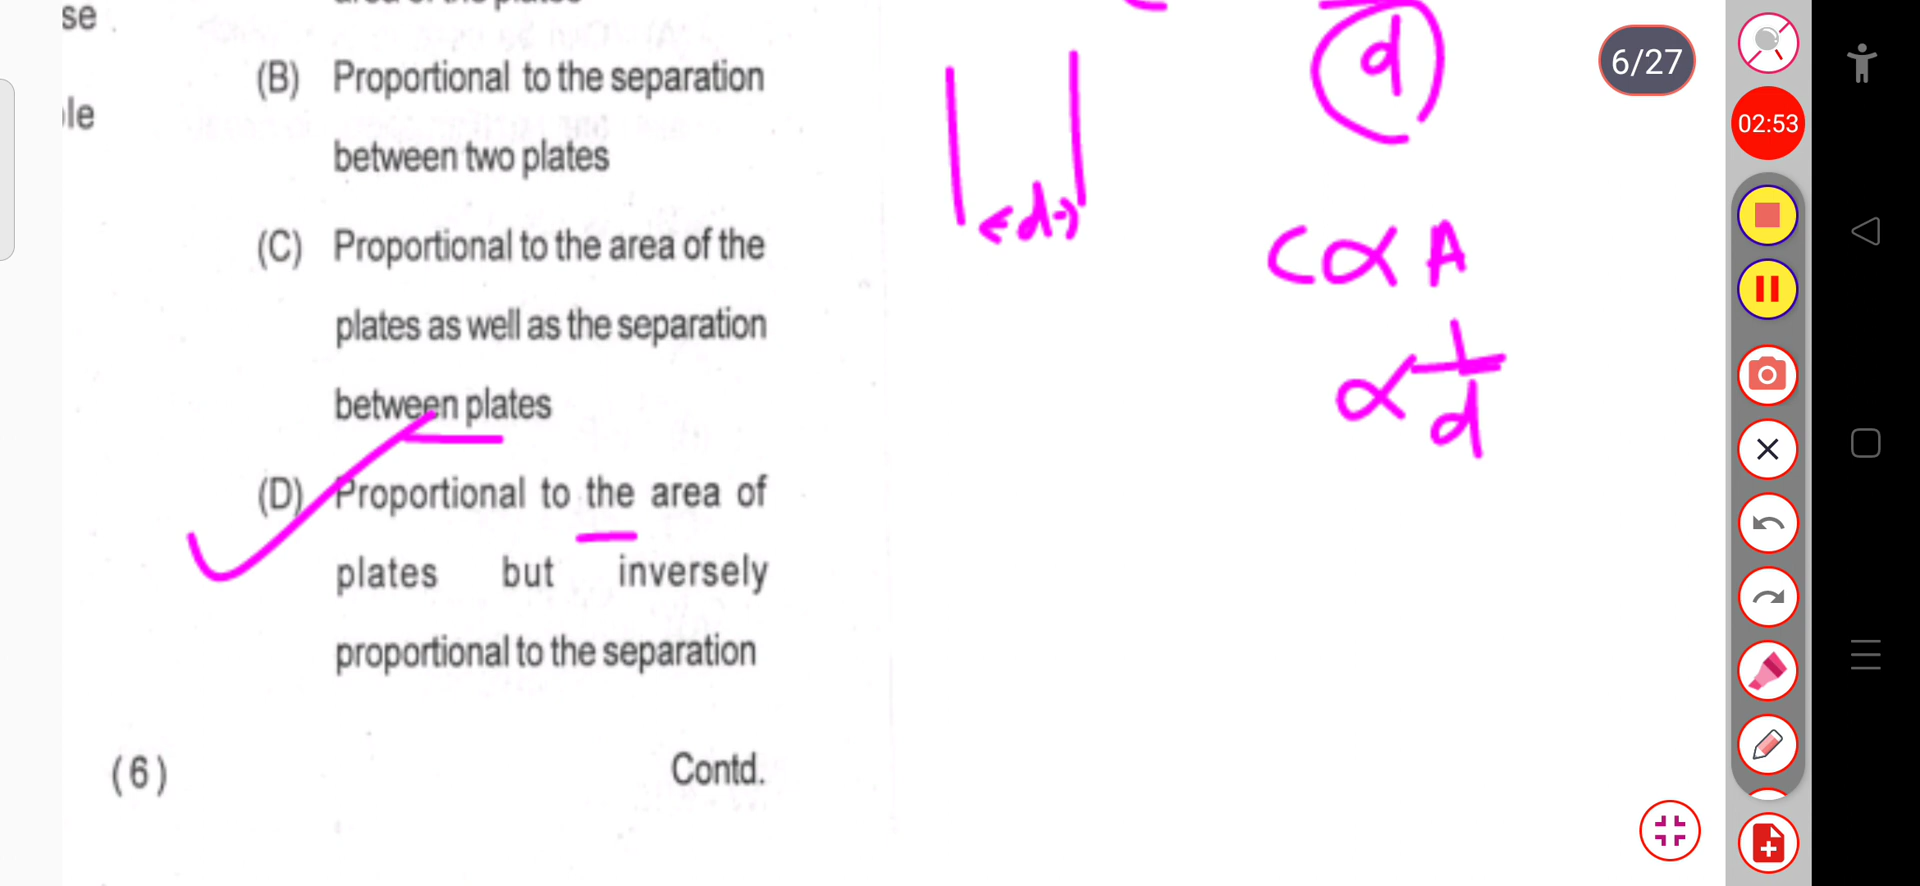 se
(B) Proportional to the separation
le
between two plates
(C) Proportional to the area of the
plates as well as the separation
between plates
(D) Proportional to the area of
plates but inversely
proportional to the separation
(6) Contd.
d
<d→
C∝ A
∝ 1/d
6/27
02:53